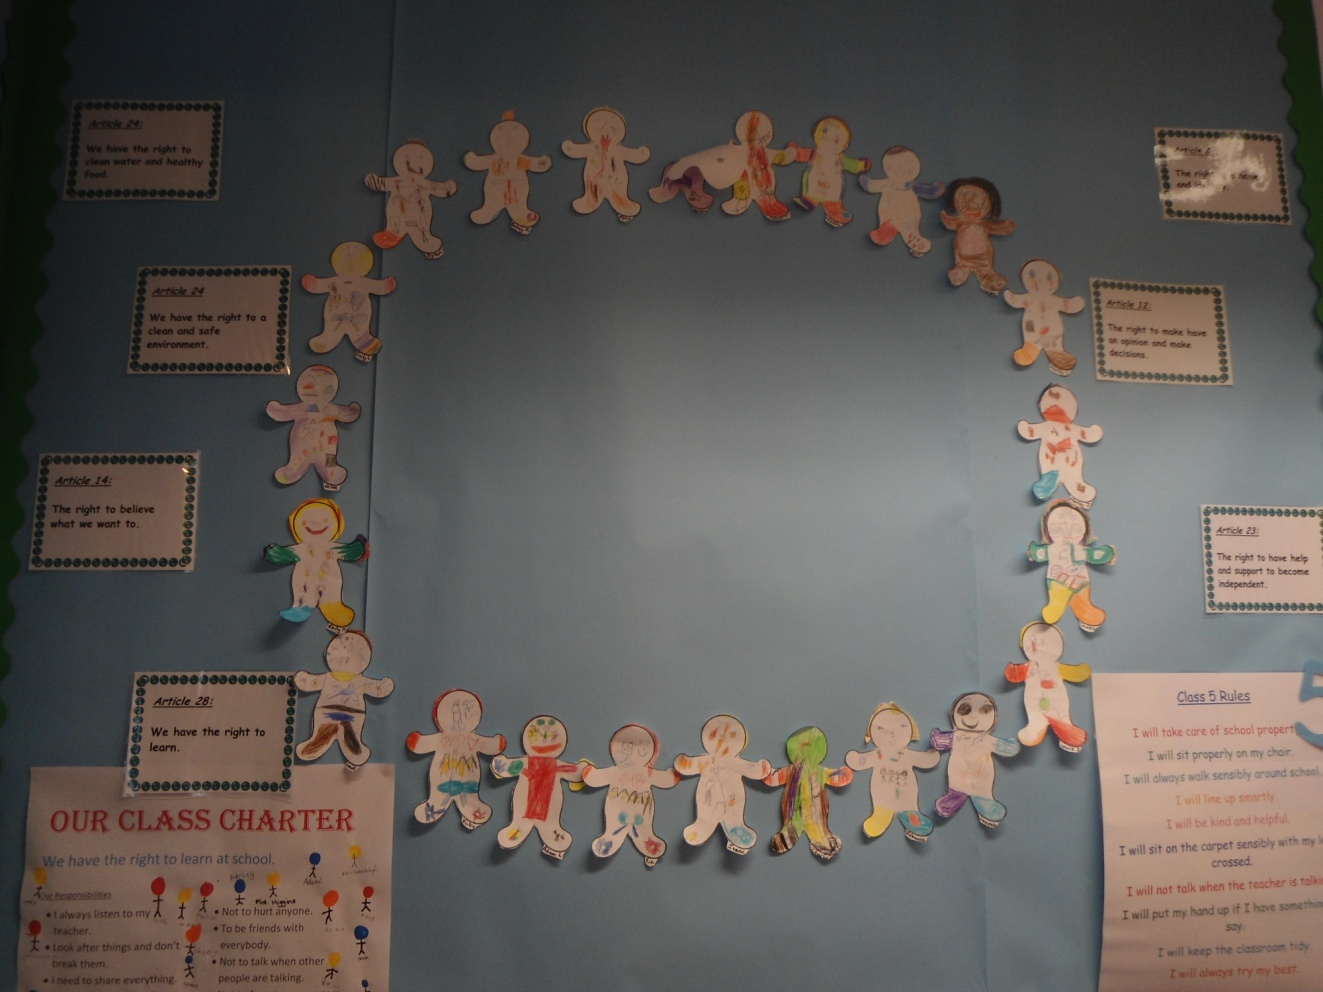 Article 24:
We have the right to
clean water and healthy
food.
Article 24
We have the right to a
clean and safe
environment.
Article 14:
The right to believe
what we want to.
Article 28:
We have the right to
learn.
OUR CLASS CHARTER
We have the right to learn at school.
Our Responsibilities
• I always listen to my
teacher.
• Look after things and don't
break them.
• I need to share everything.
• Not to hurt anyone.
• To be friends with
everybody.
• Not to talk when other
people are talking.
Mrs Higgins
Article
The right
and
Article 12:
The right to make have
an opinion and make
decisions.
Article 23:
The right to have help
and support to become
independent.
5
Class 5 Rules
I will take care of school
I will sit properly on my chair.
I will always walk sensibly around school.
I will line up smartly.
I will be kind and helpful.
I will sit on the carpet sensibly with my
crossed.
I will not talk when the teacher is
I will put my hand up if I have
say.
I will keep the classroom tidy.
I will always try my best.